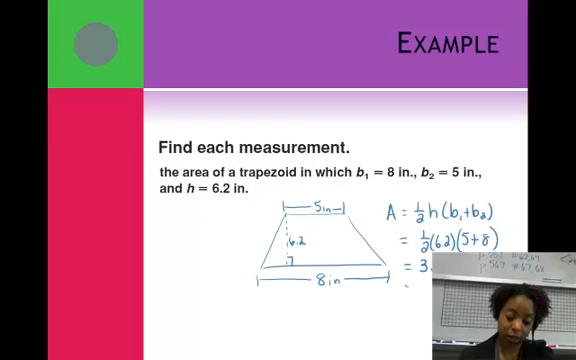 EXAMPLE
Find each measurement.
the area of a trapezoid in which b₁ = 8 in., b₂ = 5 in.,
and h = 6.2 in.
5in
A = 1/2 h(b₁+b₂)
6.2
= 1/2(6.2)(5+8)
= 3.
8in